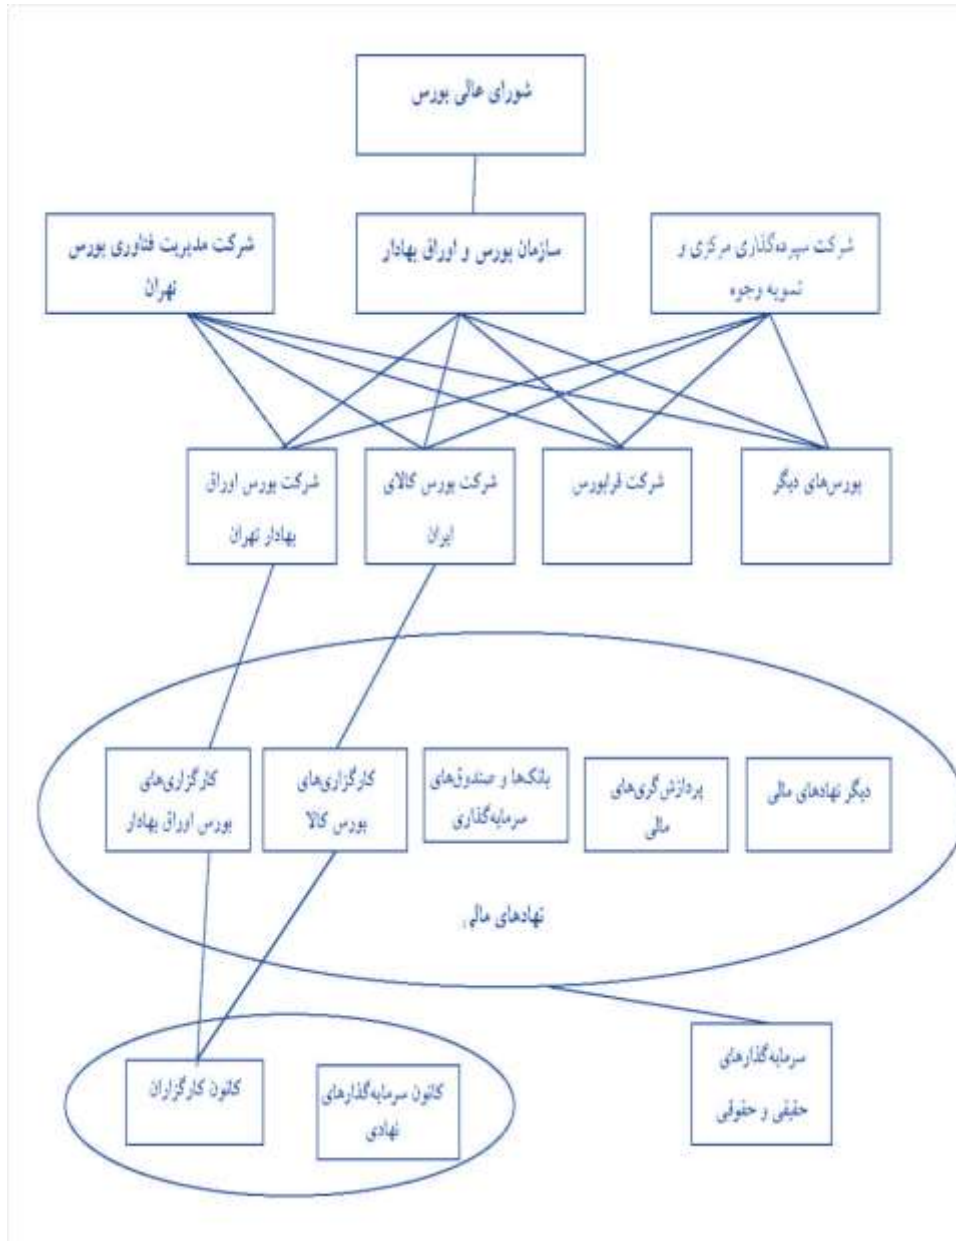 شورای عالی بورس
شرکت سپرده‌گذاری مرکزی و
تسویه وجوه
سازمان بورس و اوراق بهادار
شرکت مدیریت فناوری بورس
تهران
بورس‌های دیگر
شرکت فرابورس
شرکت بورس کالای
ایران
شرکت بورس اوراق
بهادار تهران
دیگر نهادهای مالی
پردازش‌گری‌های
مالی
بانک‌ها و صندوق‌های
سرمایه‌گذاری
کارگزاری‌های
بورس کالا
کارگزاری‌های
بورس اوراق بهادار
نهادهای مالی
سرمایه‌گذارهای
حقیقی و حقوقی
کانون سرمایه‌گذارهای
نهادی
کانون کارگزاران